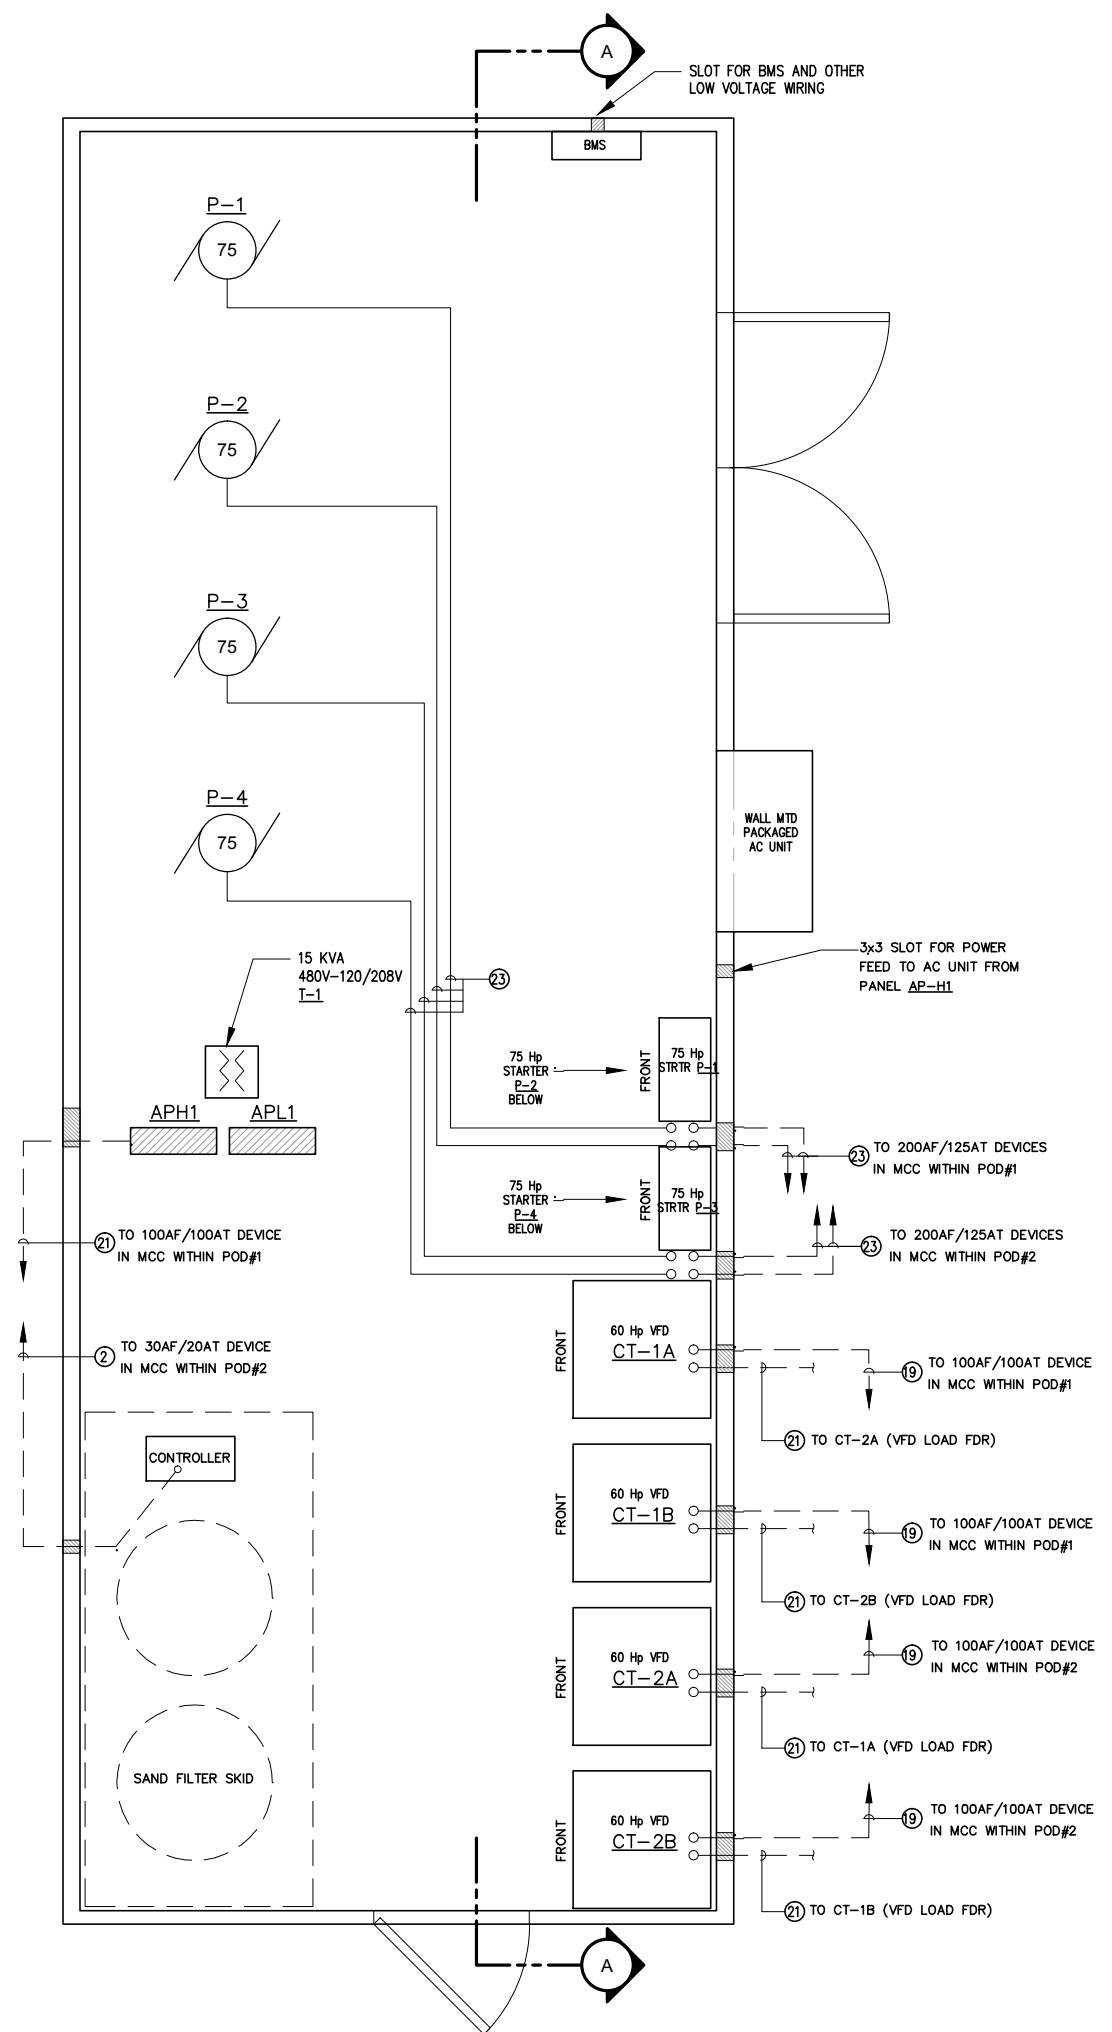 A
SLOT FOR BMS AND OTHER
LOW VOLTAGE WIRING
BMS
P-1
75
P-2
75
P-3
75
P-4
75
WALL MTD
PACKAGED
AC UNIT
15 KVA
480V-120/208V
T-1
23
3x3 SLOT FOR POWER
FEED TO AC UNIT FROM
PANEL AP-H1
75 Hp
STARTER
P-2
BELOW
FRONT
75 Hp
STRTR P-1
APH1
APL1
23 TO 200AF/125AT DEVICES
IN MCC WITHIN POD#1
75 Hp
STARTER
P-4
BELOW
FRONT
75 Hp
STRTR P-3
21 TO 100AF/100AT DEVICE
IN MCC WITHIN POD#1
23 TO 200AF/125AT DEVICES
IN MCC WITHIN POD#2
2 TO 30AF/20AT DEVICE
IN MCC WITHIN POD#2
FRONT
60 Hp VFD
CT-1A
19 TO 100AF/100AT DEVICE
IN MCC WITHIN POD#1
21 TO CT-2A (VFD LOAD FDR)
CONTROLLER
FRONT
60 Hp VFD
CT-1B
19 TO 100AF/100AT DEVICE
IN MCC WITHIN POD#1
21 TO CT-2B (VFD LOAD FDR)
FRONT
60 Hp VFD
CT-2A
19 TO 100AF/100AT DEVICE
IN MCC WITHIN POD#2
21 TO CT-1A (VFD LOAD FDR)
SAND FILTER SKID
FRONT
60 Hp VFD
CT-2B
19 TO 100AF/100AT DEVICE
IN MCC WITHIN POD#2
21 TO CT-1B (VFD LOAD FDR)
A